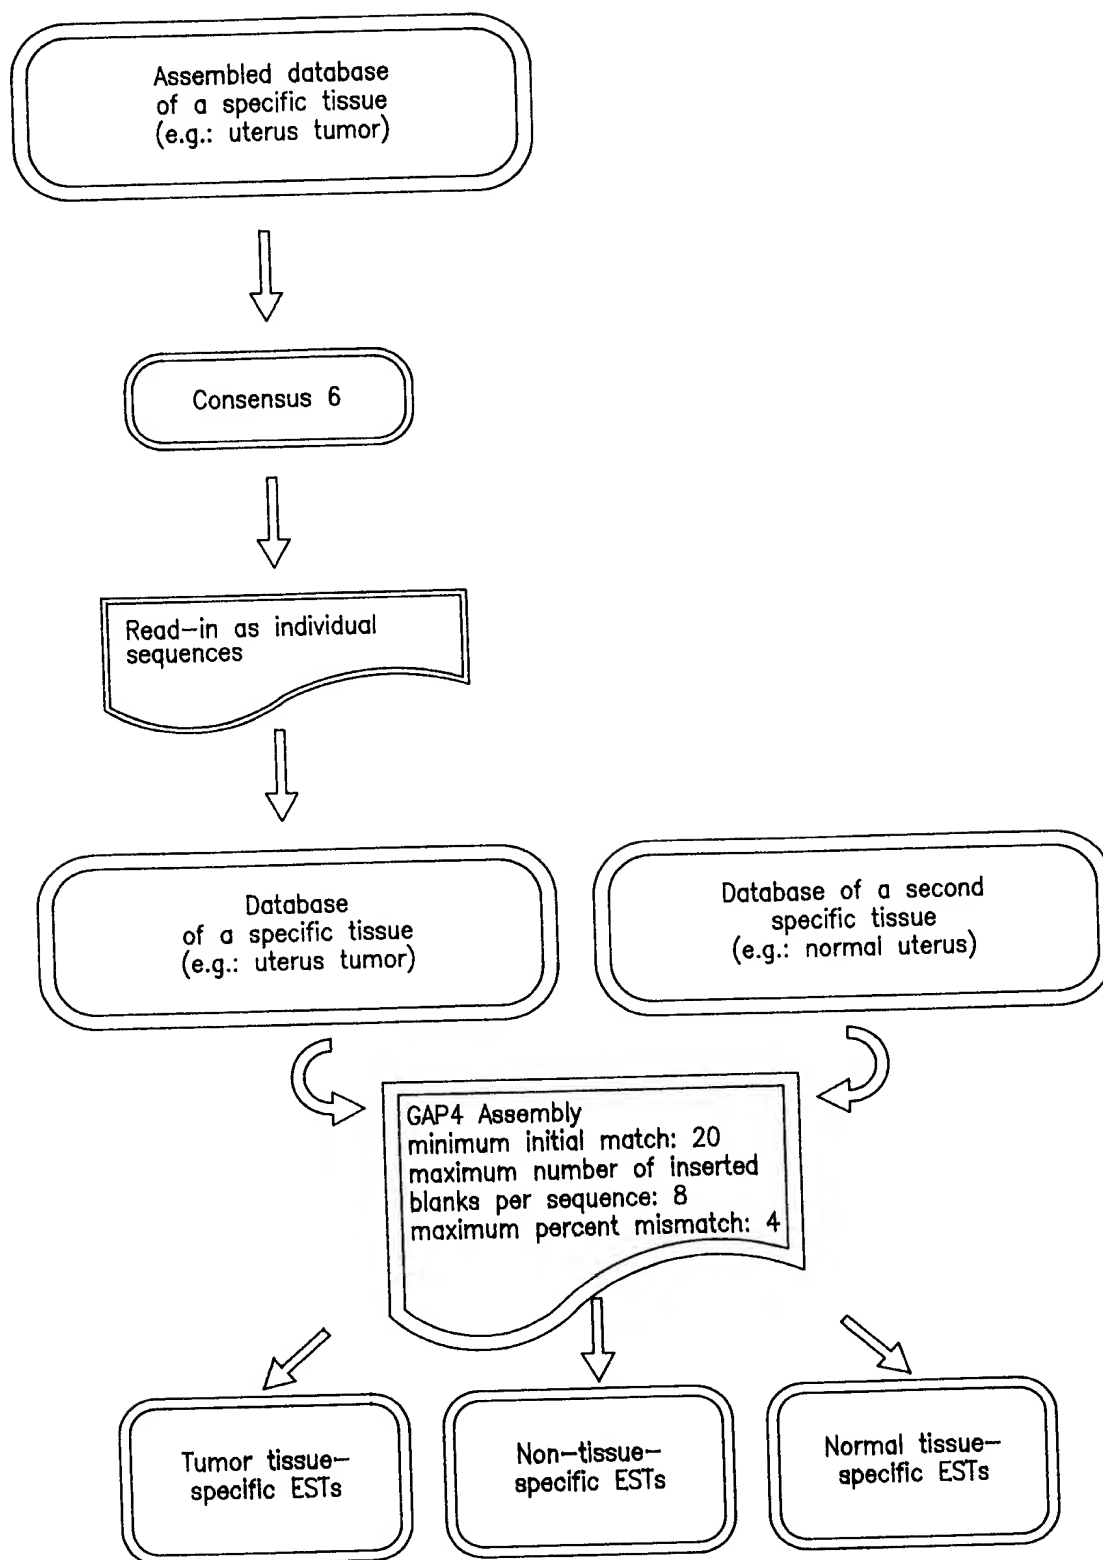 Assembled database
of a specific tissue
(e.g.: uterus tumor)
Consensus 6
Read-in as individual
sequences
Database
of a specific tissue
(e.g.: uterus tumor)
Database of a second
specific tissue
(e.g.: normal uterus)
GAP4 Assembly
minimum initial match: 20
maximum number of inserted
blanks per sequence: 8
maximum percent mismatch: 4
Tumor tissue-
specific ESTs
Non-tissue-
specific ESTs
Normal tissue-
specific ESTs